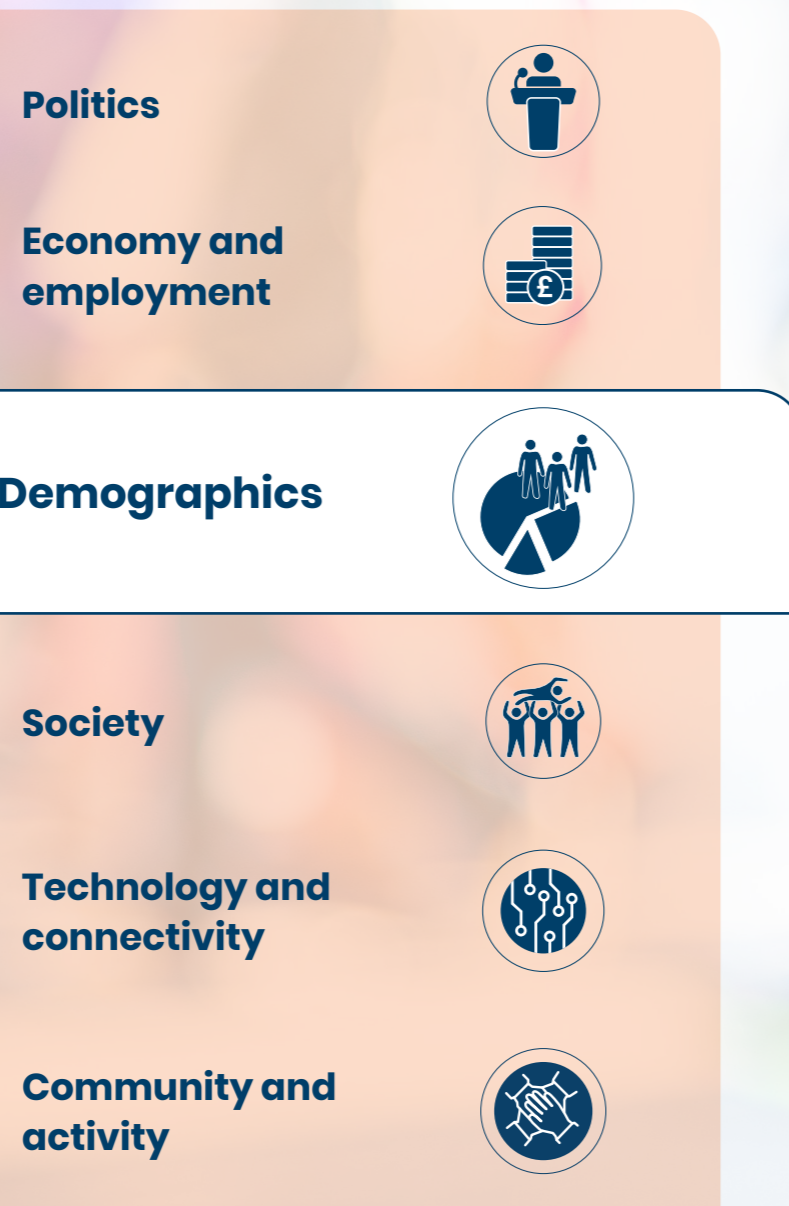 Politics
Economy and
employment
£
Demographics
Society
Technology and
connectivity
Community and
activity